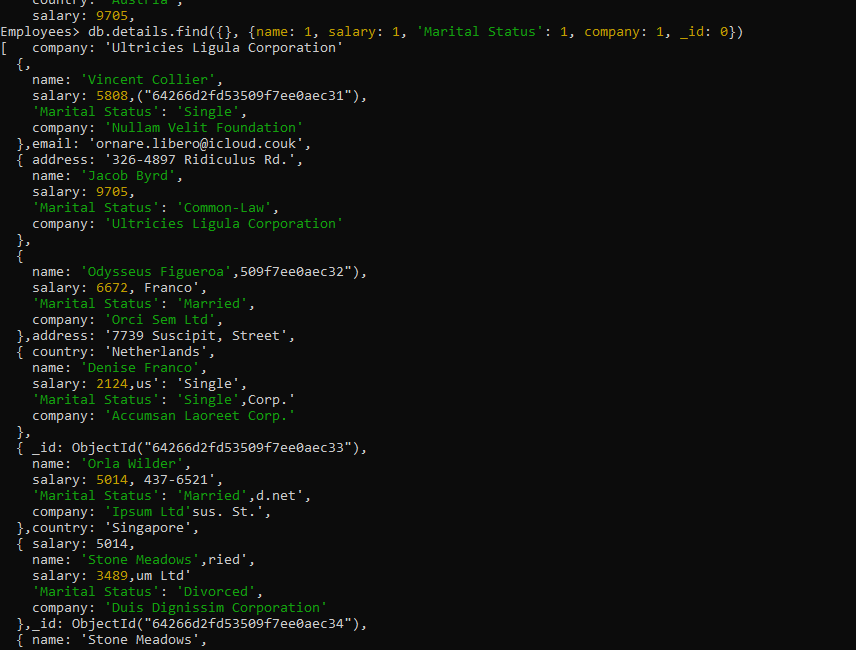 country: 'Austria',
salary: 9705,
Employees> db.details.find({}, {name: 1, salary: 1, 'Marital Status': 1, company: 1, _id: 0})
[   company: 'Ultricies Ligula Corporation'
{,
name: 'Vincent Collier',
salary: 5808,("64266d2fd53509f7ee0aec31"),
'Marital Status': 'Single',
company: 'Nullam Velit Foundation'
},email: 'ornare.libero@icloud.couk',
{ address: '326-4897 Ridiculus Rd.',
name: 'Jacob Byrd',
salary: 9705,
'Marital Status': 'Common-Law',
company: 'Ultricies Ligula Corporation'
},
{
name: 'Odysseus Figueroa',509f7ee0aec32"),
salary: 6672, Franco',
'Marital Status': 'Married',
company: 'Orci Sem Ltd',
},address: '7739 Suscipit, Street',
{ country: 'Netherlands',
name: 'Denise Franco',
salary: 2124,us': 'Single',
'Marital Status': 'Single',Corp.'
company: 'Accumsan Laoreet Corp.'
},
{ _id: ObjectId("64266d2fd53509f7ee0aec33"),
name: 'Orla Wilder',
salary: 5014, 437-6521',
'Marital Status': 'Married',d.net',
company: 'Ipsum Ltd'sus. St.',
},country: 'Singapore',
{ salary: 5014,
name: 'Stone Meadows',ried',
salary: 3489,um Ltd'
'Marital Status': 'Divorced',
company: 'Duis Dignissim Corporation'
},_id: ObjectId("64266d2fd53509f7ee0aec34"),
{ name: 'Stone Meadows',